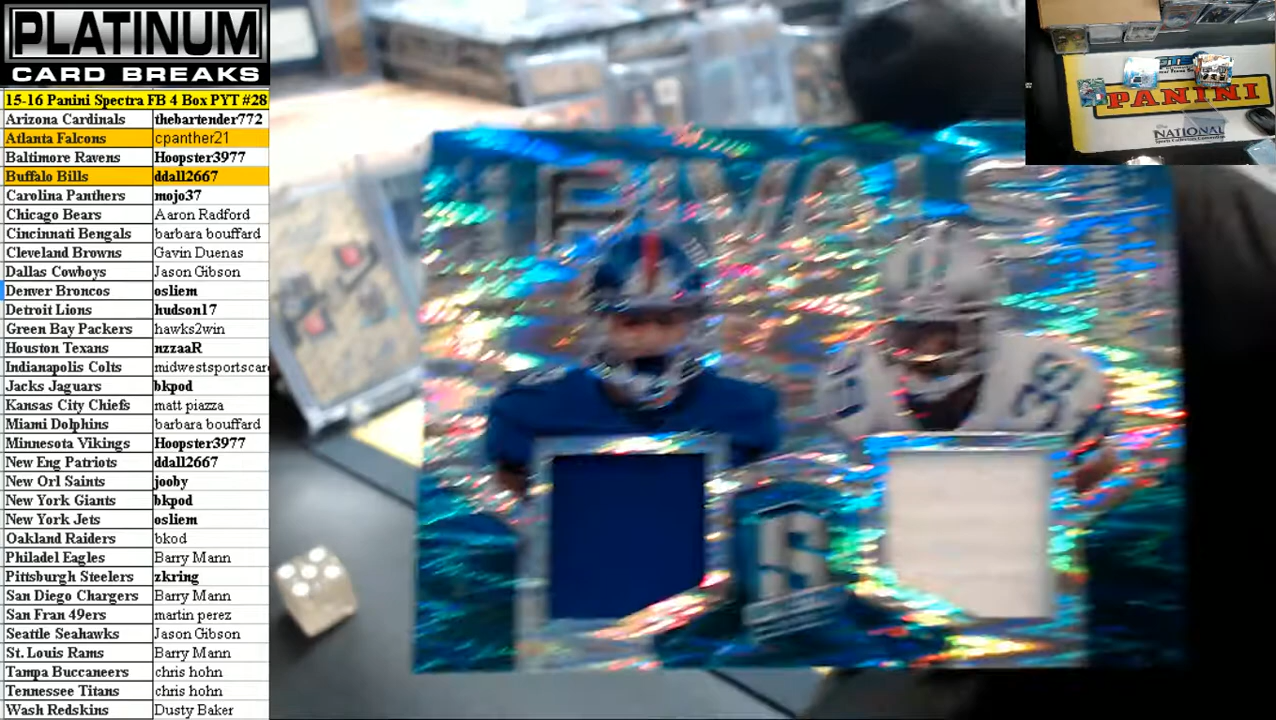 PLATINUM
CARD BREAKS
15-16 Panini Spectra FB 4 Box PYT #28
Arizona Cardinals thebartender772
Atlanta Falcons cpanther21
Baltimore Ravens Hoopster3977
Buffalo Bills ddall2667
Carolina Panthers mojo37
Chicago Bears Aaron Radford
Cincinnati Bengals barbara bouffard
Cleveland Browns Gavin Duenas
Dallas Cowboys Jason Gibson
Denver Broncos osliem
Detroit Lions hudson17
Green Bay Packers hawks2win
Houston Texans nzzaaR
Indianapolis Colts midwestsportscar
Jacks Jaguars bkpod
Kansas City Chiefs matt piazza
Miami Dolphins barbara bouffard
Minnesota Vikings Hoopster3977
New Eng Patriots ddall2667
New Orl Saints jooby
New York Giants bkpod
New York Jets osliem
Oakland Raiders bkod
Philadel Eagles Barry Mann
Pittsburgh Steelers zkring
San Diego Chargers Barry Mann
San Fran 49ers martin perez
Seattle Seahawks Jason Gibson
St. Louis Rams Barry Mann
Tampa Buccaneers chris hohn
Tennessee Titans chris hohn
Wash Redskins Dusty Baker
RIVALS
S
PANINI
THE
NATIONAL